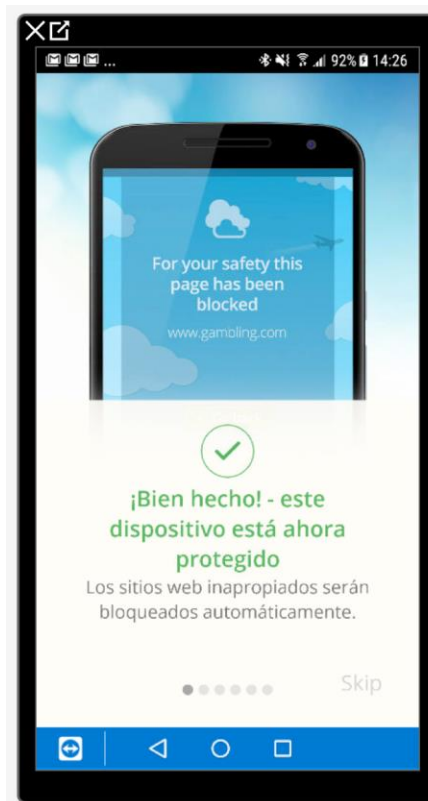 ... 92% 14:26
For your safety this
page has been
blocked
www.gambling.com
¡Bien hecho! - este
dispositivo está ahora
protegido
Los sitios web inapropiados serán
bloqueados automáticamente.
Skip